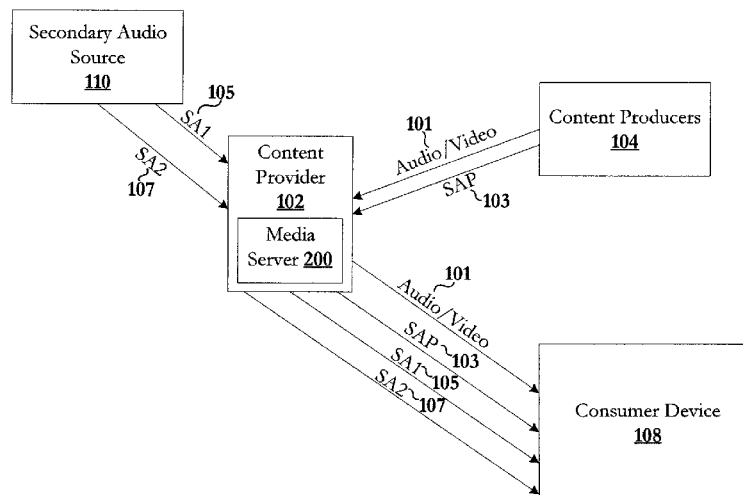 Secondary Audio
Source
110
105
SA1
SA2
107
Content
Provider
102
Media
Server 200
101
Audio/Video
SAP
103
Content Producers
104
101
Audio/Video
SAP~103
SA1~105
SA2~107
Consumer Device
108